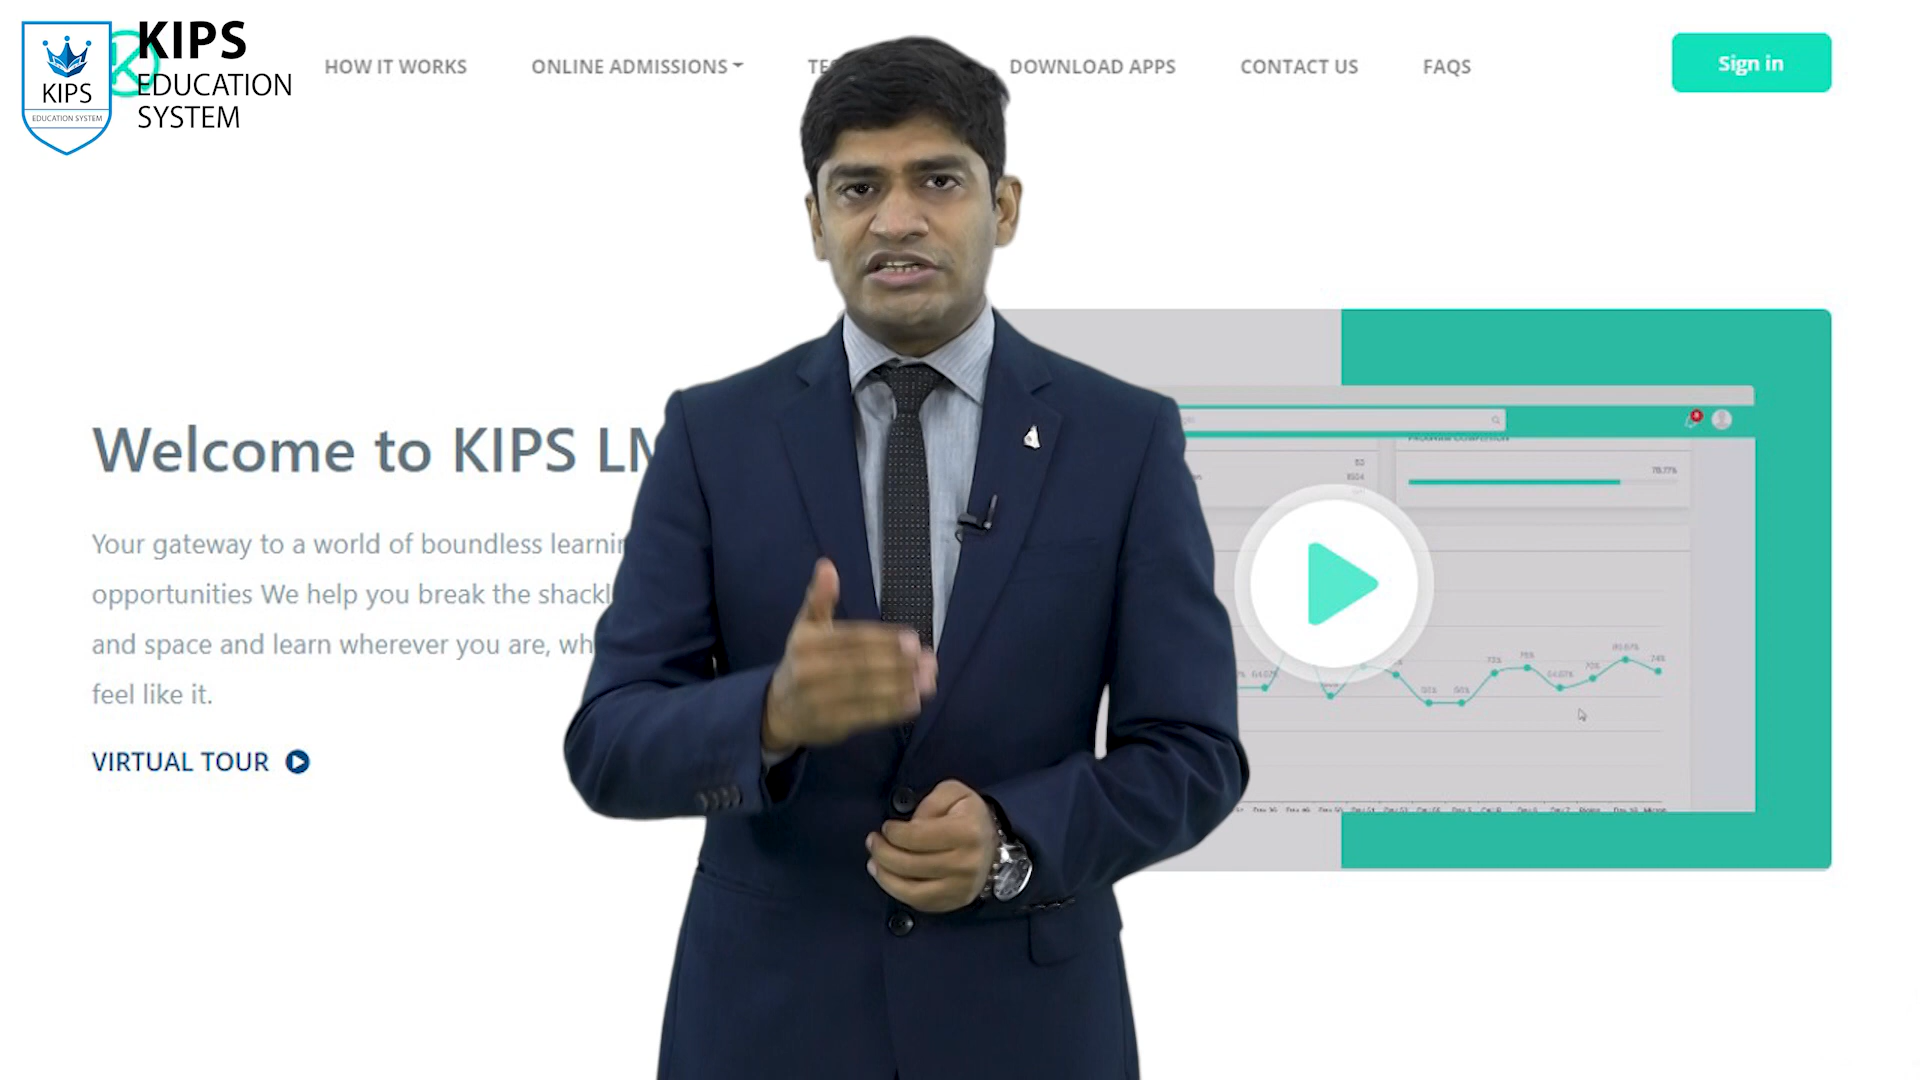 KIPS
EDUCATION
SYSTEM
KIPS
EDUCATION SYSTEM
HOW IT WORKS
ONLINE ADMISSIONS
DOWNLOAD APPS
CONTACT US
FAQS
Sign in
Welcome to KIPS
Your gateway to a world of boundless
opportunities We help you break the
and space and learn wherever you are,
feel like it.
VIRTUAL TOUR
78.77%